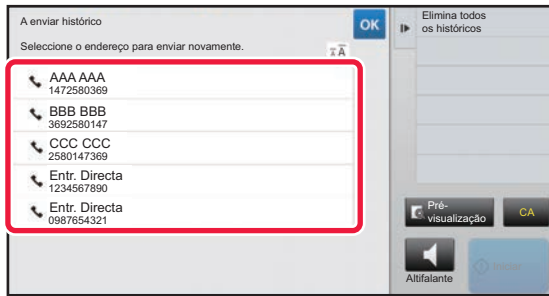 A enviar histórico
OK
Seleccione o endereço para enviar novamente.
AAA AAA
1472580369
BBB BBB
3692580147
CCC CCC
2580147369
Entr. Directa
1234567890
Entr. Directa
0987654321
Elimina todos
os históricos
Pré-
visualização
CA
Altifalante
Iniciar